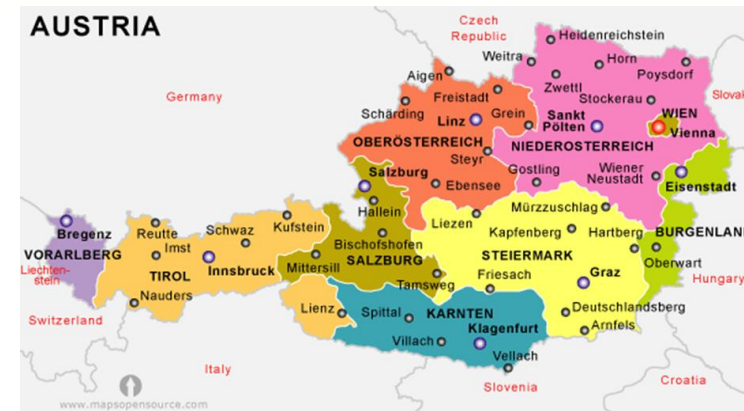 AUSTRIA
Czech
Republic
Heidenreichstein
Weitra
Horn
Aigen
Poysdorf
Zwettl
Germany
Freistadt
Stockerau
Slovak
Schärding
Grein
Sankt
Pölten
WIEN
Linz
Vienna
OBERÖSTERREICH
NIEDEROSTERREICH
Steyr
Salzburg
Gostling
Wiener
Neustadt
Ebensee
Eisenstadt
Hallein
Mürzzuschlag
Bregenz
Reutte
Schwaz
Kufstein
Liezen
Kapfenberg
Hartberg
BURGENLAND
Bischofshofen
VORARLBERG
Imst
STEIERMARK
SALZBURG
Oberwart
Liechten-
stein
TIROL
Innsbruck
Mittersill
Friesach
Graz
Hungary
Tamsweg
Nauders
Lienz
Spittal
KARNTEN
Deutschlandsberg
Switzerland
Klagenfurt
Arnfels
Villach
Vellach
Italy
Slovenia
Croatia
www.mapsopensource.com